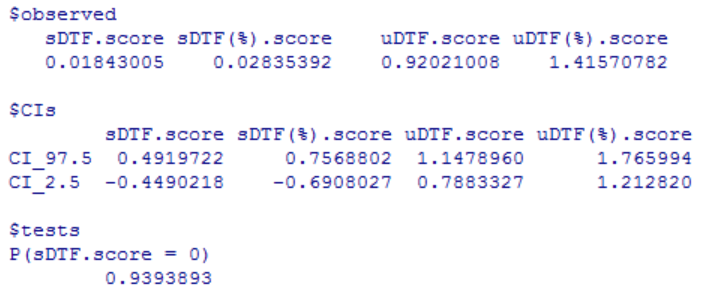 $observed
sDTF.score sDTF(%).score uDTF.score uDTF(%).score
0.01843005 0.02835392 0.92021008 1.41570782
$CIs
sDTF.score sDTF(%).score uDTF.score uDTF(%).score
CI_97.5 0.4919722 0.7568802 1.1478960 1.765994
CI_2.5 -0.4490218 -0.6908027 0.7883327 1.212820
$tests
P(sDTF.score = 0)
0.9393893